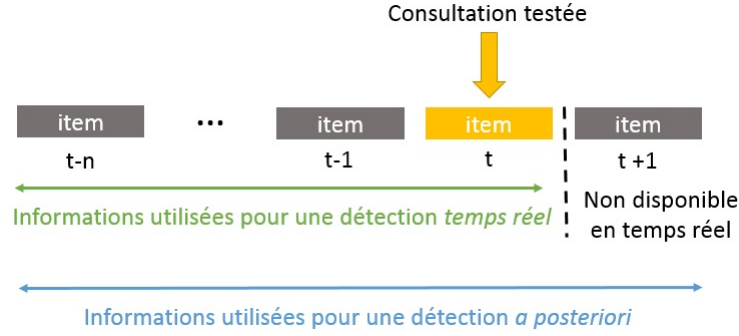 Consultation testée
item ... item item item
t-n t-1 t t +1
Informations utilisées pour une détection temps réel
Non disponible
en temps réel
Informations utilisées pour une détection a posteriori